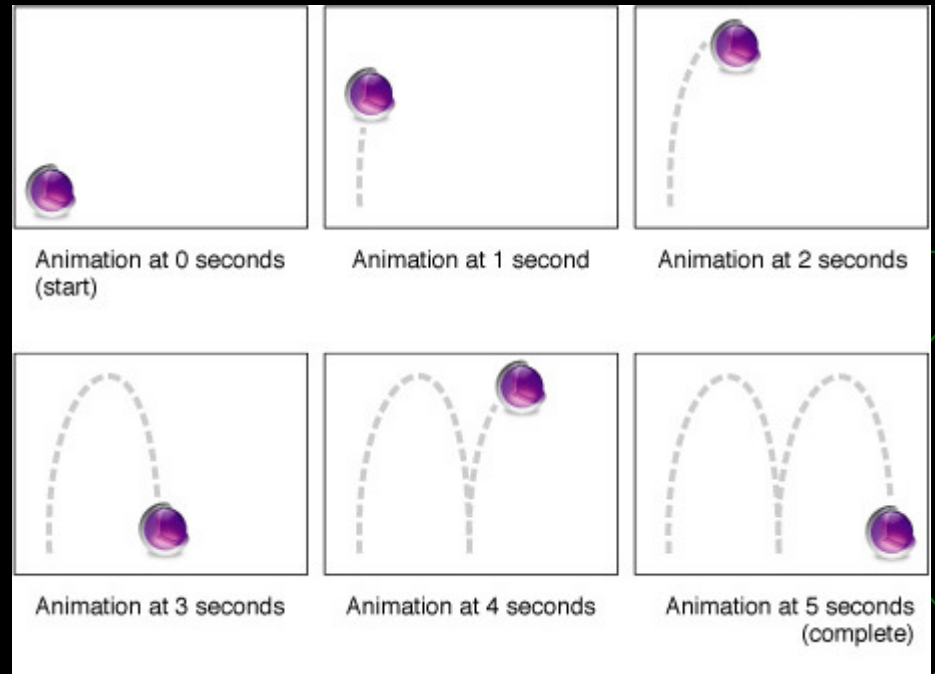 Animation at 0 seconds
(start)
Animation at 1 second
Animation at 2 seconds
Animation at 3 seconds
Animation at 4 seconds
Animation at 5 seconds
(complete)